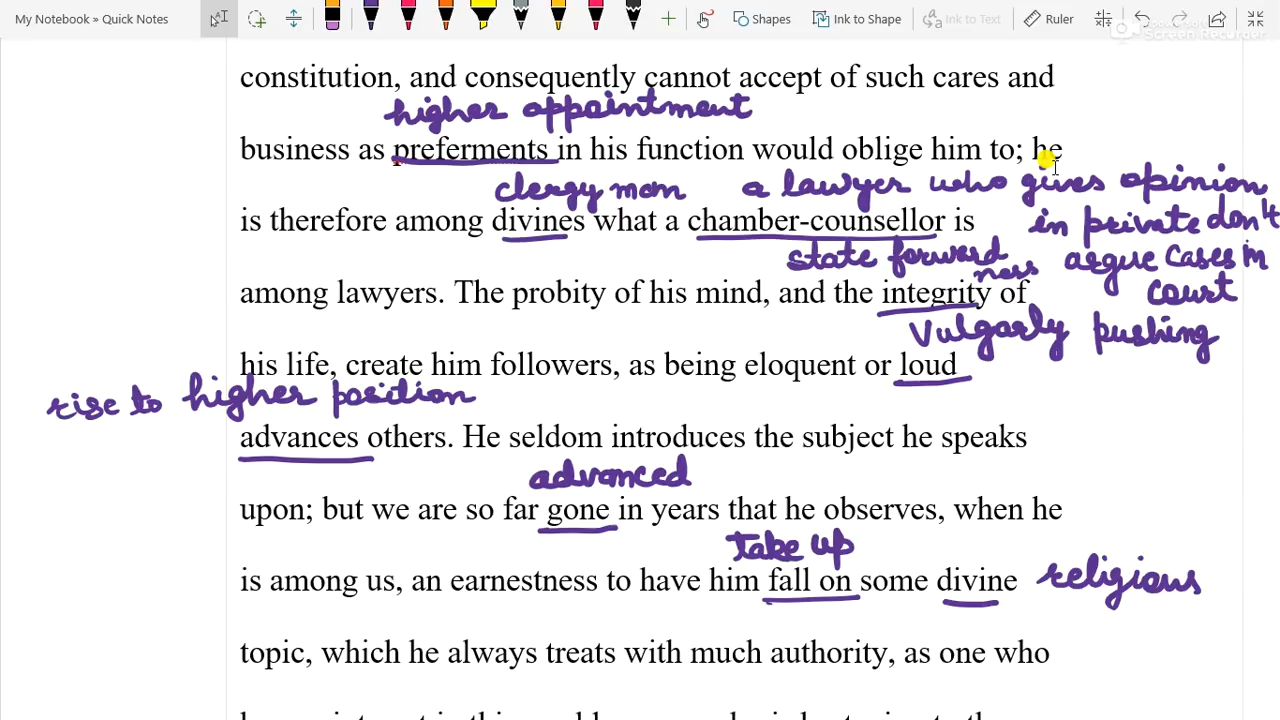 My Notebook » Quick Notes
Shapes
Ink to Shape
Ink to Text
Ruler
Screen Recorder
constitution, and consequently cannot accept of such cares and
higher appointment
business as preferments in his function would oblige him to; he
clergy man a lawyer who gives opinion
is therefore among divines what a chamber-counsellor is
in private don't
state forward ness argue cases in
among lawyers. The probity of his mind, and the integrity of
court
Vulgarly pushing
his life, create him followers, as being eloquent or loud
rise to higher position
advances others. He seldom introduces the subject he speaks
advanced
upon; but we are so far gone in years that he observes, when he
take up
is among us, an earnestness to have him fall on some divine religious
topic, which he always treats with much authority, as one who